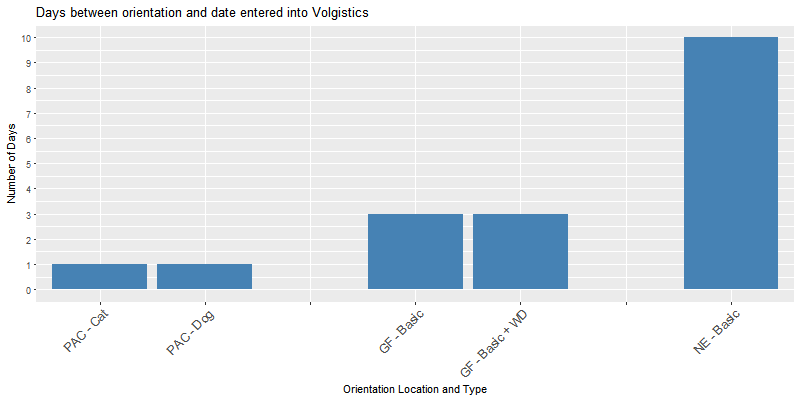 Days between orientation and date entered into Volgistics
Number of Days
10
9
8
7
6
5
4
3
2
1
0
PAC - Cat
PAC - Dog
GF - Basic
GF - Basic + WD
NE - Basic
Orientation Location and Type